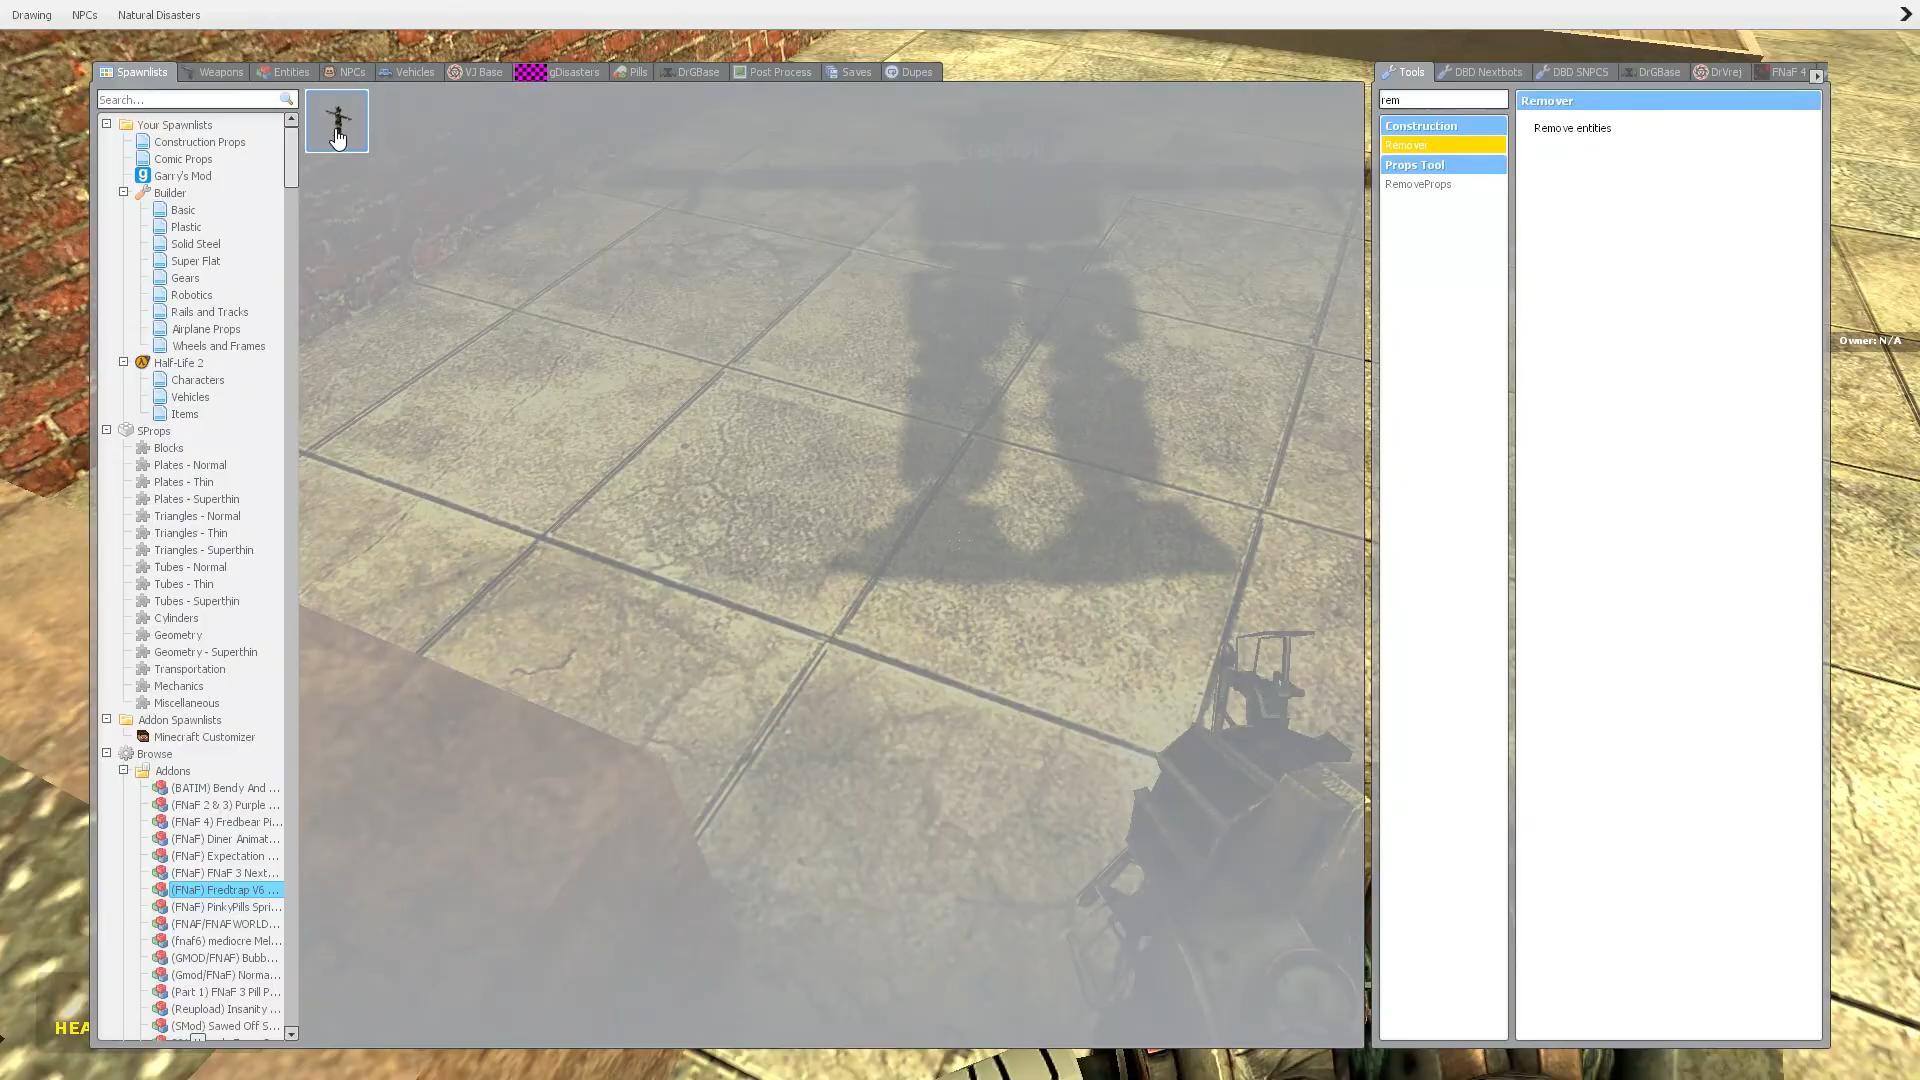 Drawing NPCs Natural Disasters
Spawnlists Weapons Entities NPCs Vehicles VJ Base gDisasters Pills DrGBase Post Process Saves Dupes
Search...
Your Spawnlists
Construction Props
Comic Props
Garry's Mod
Builder
Basic
Plastic
Solid Steel
Super Flat
Gears
Robotics
Rails and Tracks
Airplane Props
Wheels and Frames
Half-Life 2
Characters
Vehicles
Items
SProps
Blocks
Plates - Normal
Plates - Thin
Plates - Superthin
Triangles - Normal
Triangles - Thin
Triangles - Superthin
Tubes - Normal
Tubes - Thin
Tubes - Superthin
Cylinders
Geometry
Geometry - Superthin
Transportation
Mechanics
Miscellaneous
Addon Spawnlists
Minecraft Customizer
Browse
Addons
(BATIM) Bendy And ...
(FNaF 2 & 3) Purple ...
(FNaF 4) Fredbear Pi...
(FNaF) Diner Animat...
(FNaF) Expectation ...
(FNaF) FNaF 3 Next...
(FNaF) Fredtrap V6 ...
(FNaF) PinkyPills Spri...
(FNAF/FNAFWORLD...
(fnaf6) mediocre Mel...
(GMOD/FNAF) Bubb...
(Gmod/FNaF) Norma...
(Part 1) FNaF 3 Pill P...
(Reupload) Insanity ...
(SMod) Sawed Off S...
HEA
Tools DBD Nextbots DBD SNPCS DrGBase DrVrej FNaF 4
rem
Construction
Remover
Props Tool
RemoveProps
Remover
Remove entities
Owner: N/A